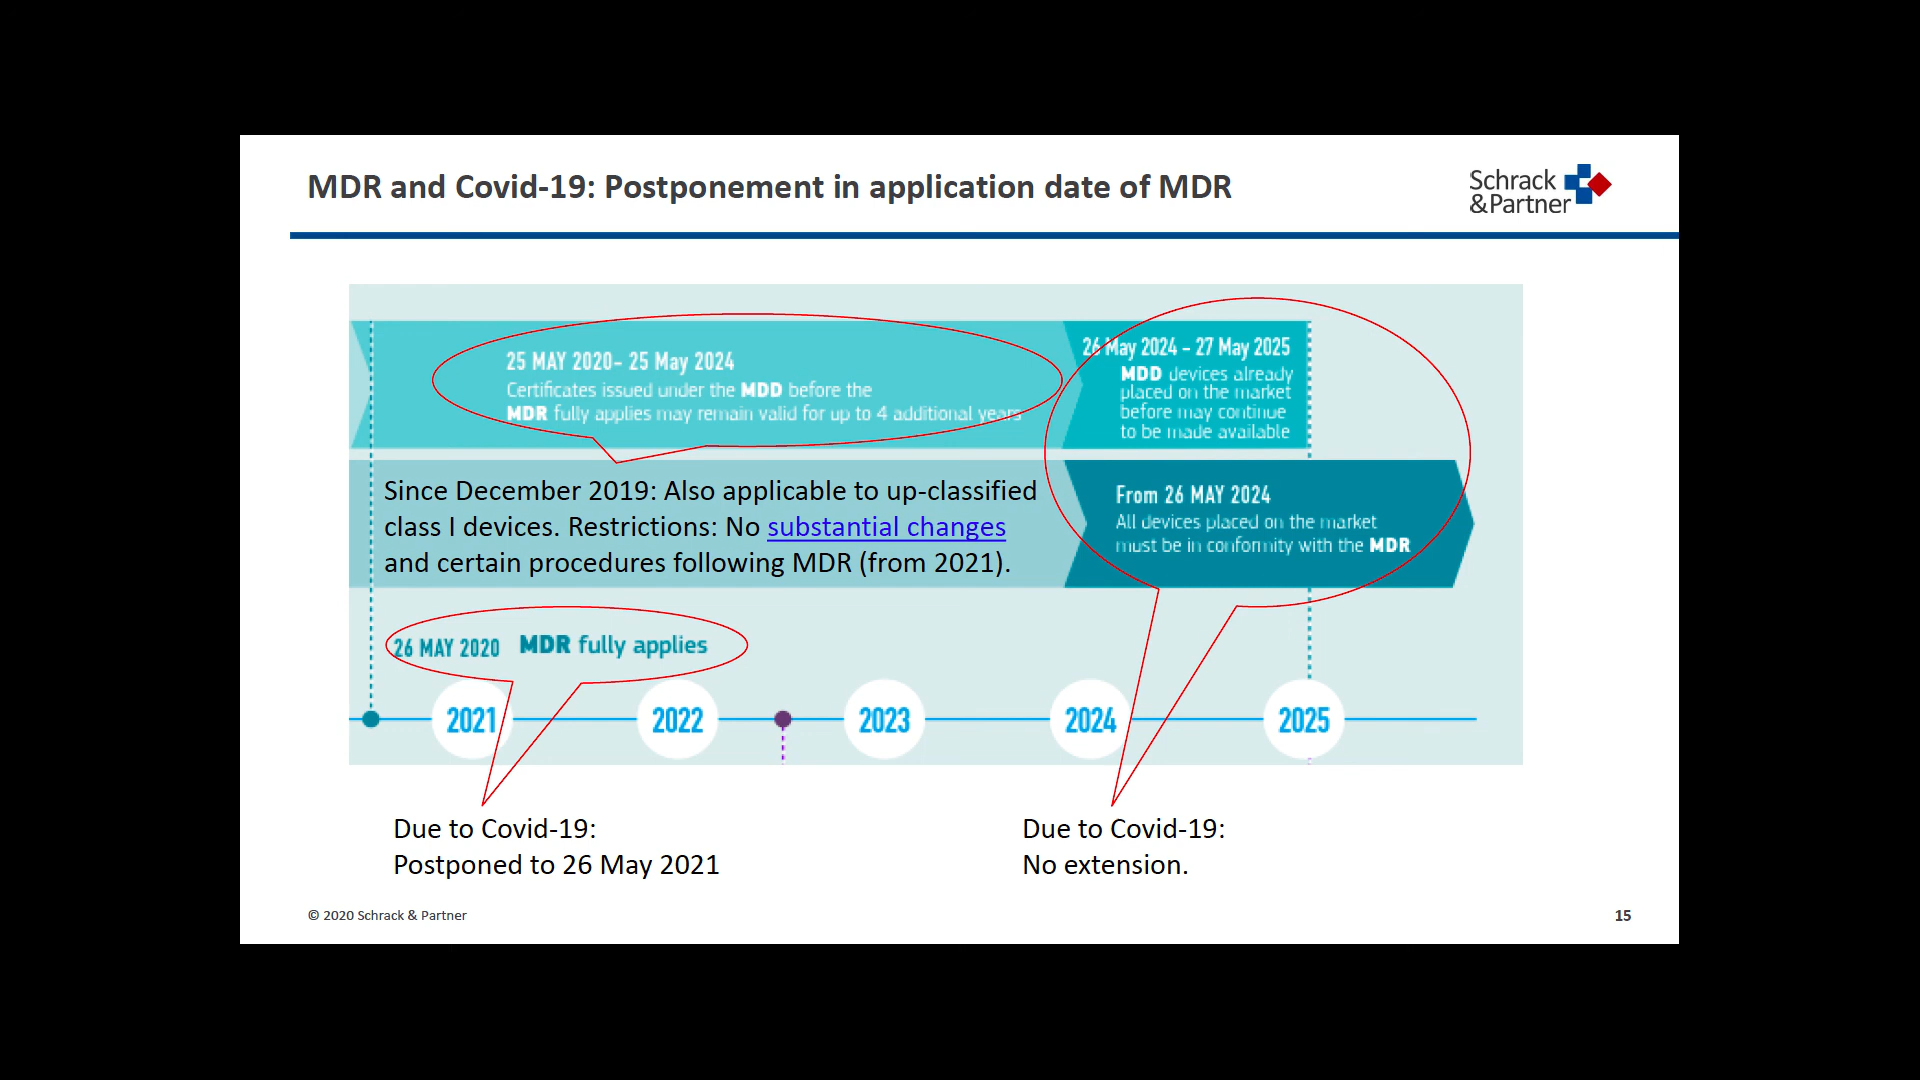 MDR and Covid-19: Postponement in application date of MDR
Schrack
&Partner
25 MAY 2020– 25 May 2024
Certificates issued under the MDD before the
MDR fully applies may remain valid for up to 4 additional years
26 May 2024 – 27 May 2025
MDD devices already
placed on the market
before may continue
to be made available
Since December 2019: Also applicable to up-classified
class I devices. Restrictions: No substantial changes
and certain procedures following MDR (from 2021).
From 26 MAY 2024
All devices placed on the market
must be in conformity with the MDR
26 MAY 2020 MDR fully applies
2021 2022 2023 2024 2025
Due to Covid-19:
Postponed to 26 May 2021
Due to Covid-19:
No extension.
© 2020 Schrack & Partner
15